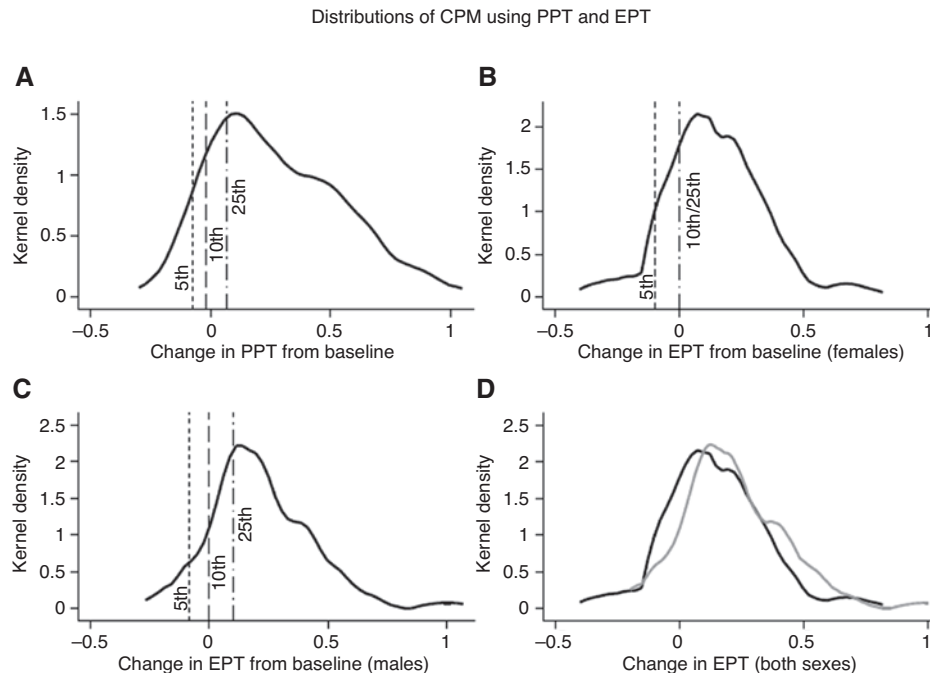 Distributions of CPM using PPT and EPT
A
Kernel density
1.5
1
0.5
0
5th
10th
25th
−0.5
0
0.5
1
Change in PPT from baseline
B
Kernel density
2
1.5
1
0.5
0
5th
10th/25th
−0.5
0
0.5
1
Change in EPT from baseline (females)
C
Kernel density
2.5
2
1.5
1
0.5
0
5th
10th
25th
−0.5
0
0.5
1
Change in EPT from baseline (males)
D
Kernel density
2.5
2
1.5
1
0.5
0
−0.5
0
0.5
1
Change in EPT (both sexes)